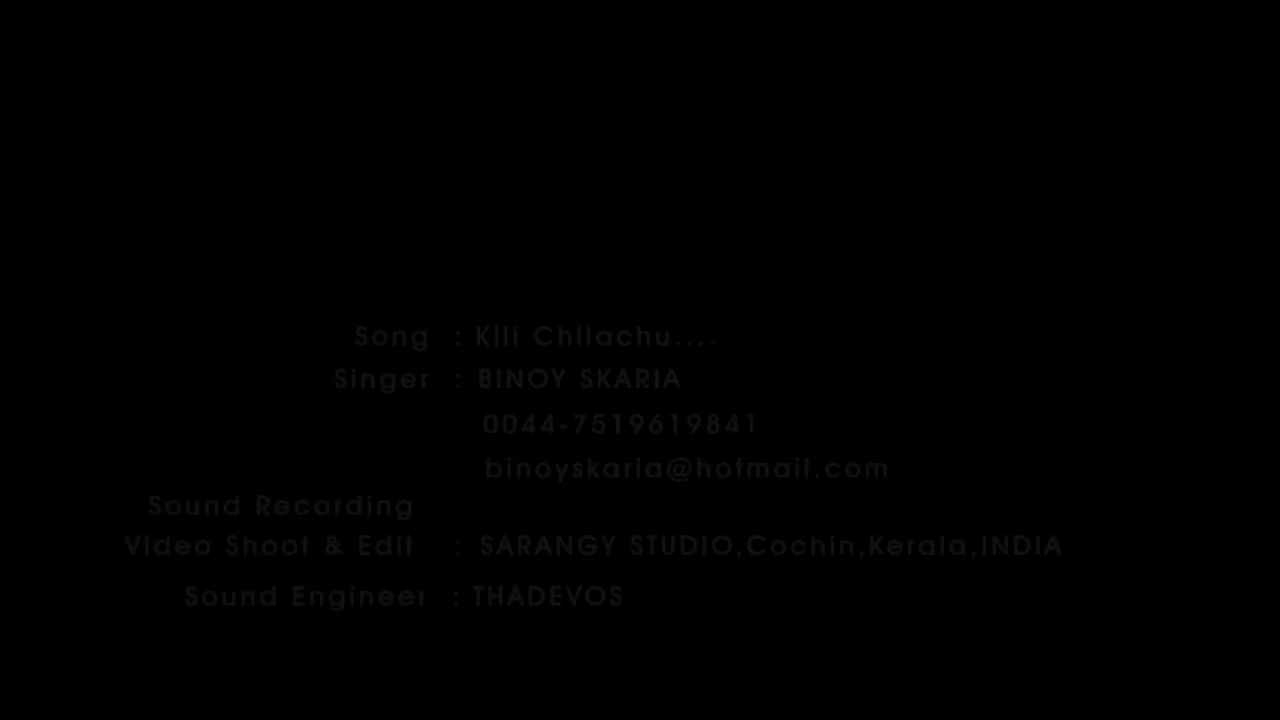 Song : Kili Chilachu....
Singer : BINOY SKARIA
0044-7519619841
binoyskaria@hotmail.com
Sound Recording
Video Shoot & Edit : SARANGY STUDIO,Cochin,Kerala,INDIA
Sound Engineer : THADEVOS